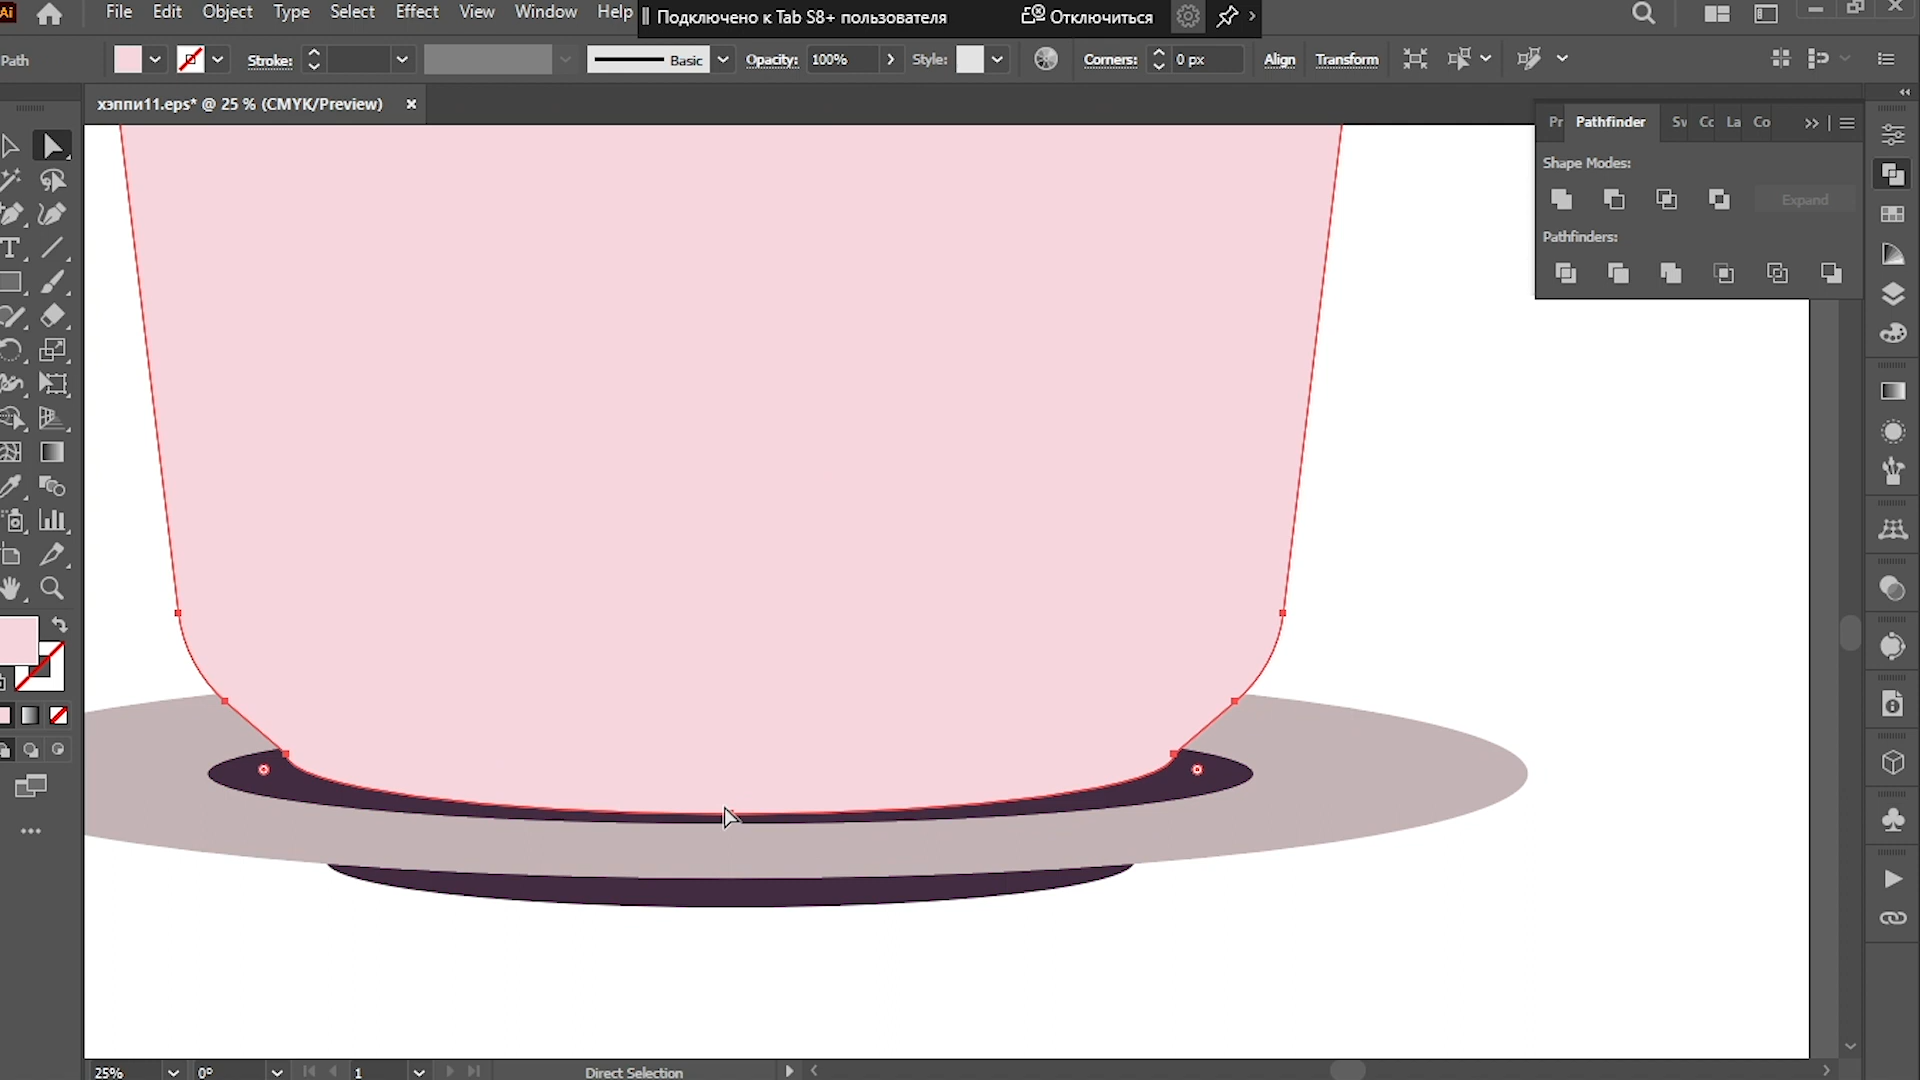 Ai File Edit Object Type Select Effect View Window Help
Подключено к Tab S8+ пользователя Отключиться
Path Stroke: Basic Opacity: 100% Style: Corners: 0 px Align Transform
хэппи11.eps* @ 25 % (CMYK/Preview)
Pr Pathfinder Sv Cc La Co
Shape Modes:
Expand
Pathfinders:
25% 0° 1 Direct Selection